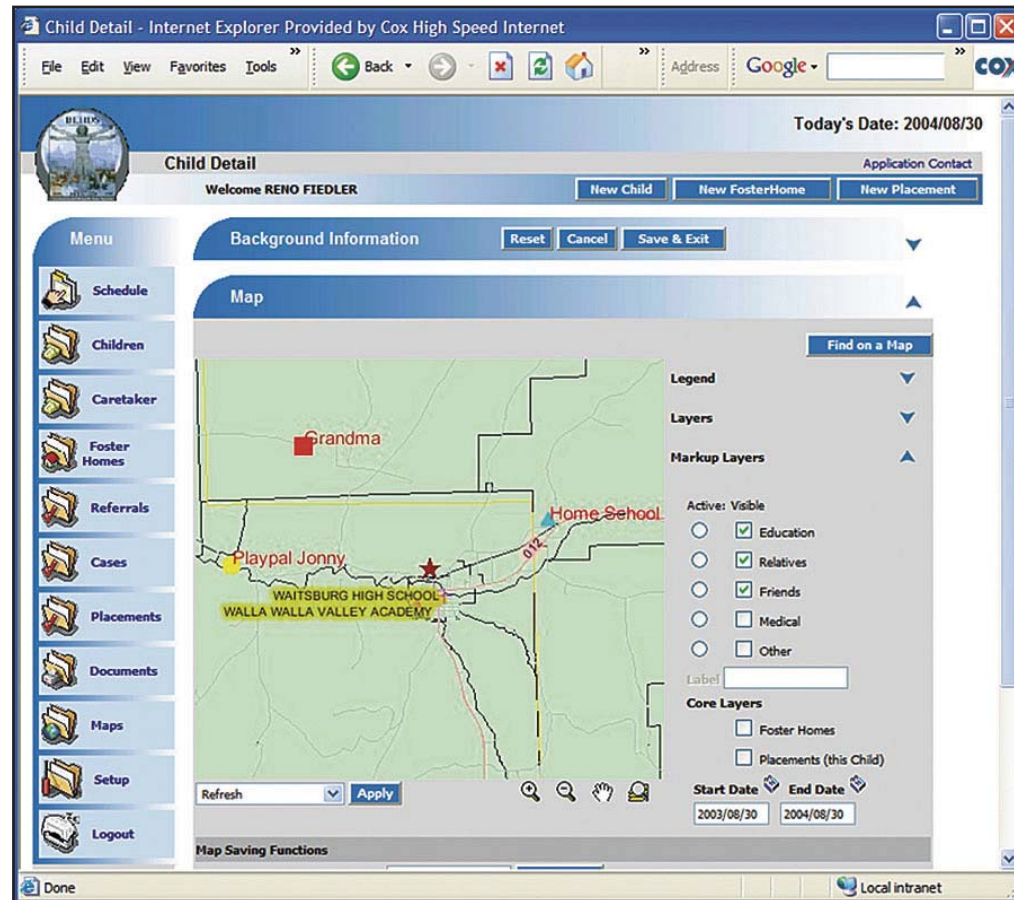 Child Detail - Internet Explorer Provided by Cox High Speed Internet
File Edit View Favorites Tools » Back » Address Google » COX
Today's Date: 2004/08/30
Child Detail Application Contact
Welcome RENO FIEDLER New Child New FosterHome New Placement
Menu
Schedule
Children
Caretaker
Foster
Homes
Referrals
Cases
Placements
Documents
Maps
Setup
Logout
Background Information Reset Cancel Save & Exit
Map
Find on a Map
Grandma
Home School
012
Playpal Jonny
WAITSBURG HIGH SCHOOL
WALLA WALLA VALLEY ACADEMY
Legend
Layers
Markup Layers
Active: Visible
Education
Relatives
Friends
Medical
Other
Label
Core Layers
Foster Homes
Placements (this Child)
Start Date End Date
2003/08/30 2004/08/30
Refresh Apply
Map Saving Functions
Done Local intranet